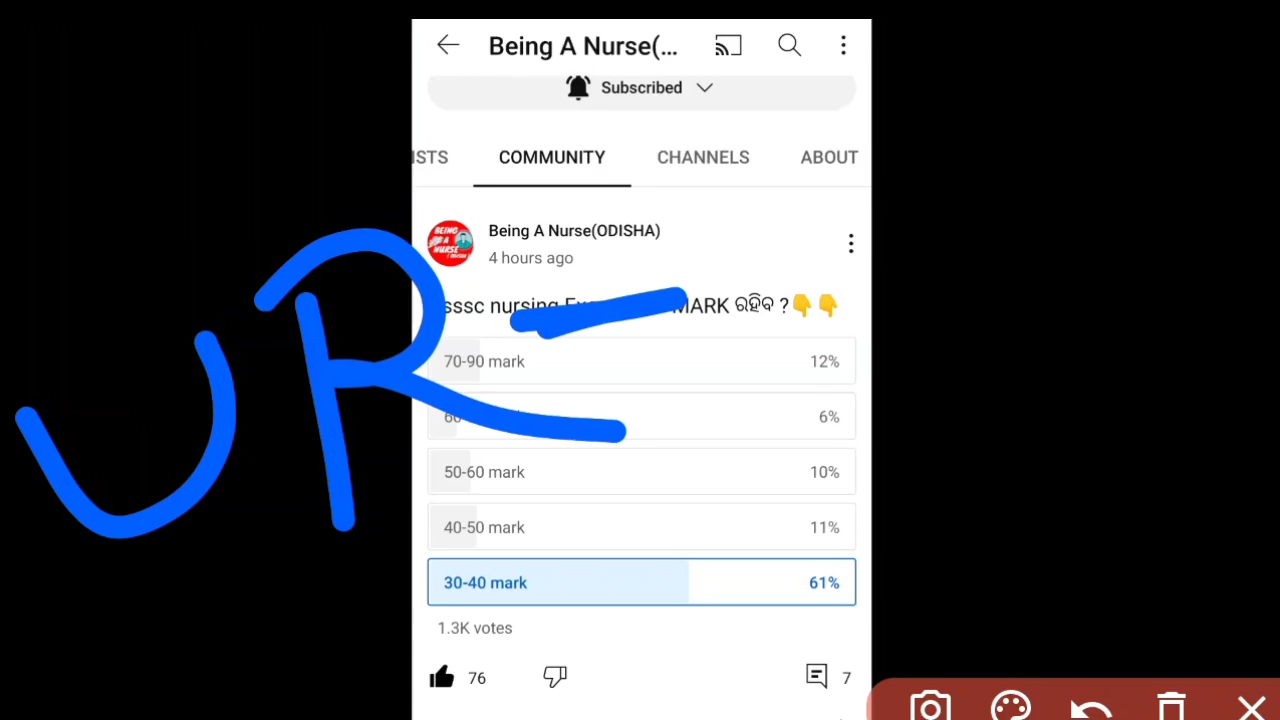 Being A Nurse(...
Subscribed
ISTS COMMUNITY CHANNELS ABOUT
BEING A NURSE
Being A Nurse(ODISHA)
4 hours ago
sssc nursing MARK ରହିବ ?👇👇
70-90 mark 12%
6%
50-60 mark 10%
40-50 mark 11%
30-40 mark 61%
1.3K votes
76 7
UR-